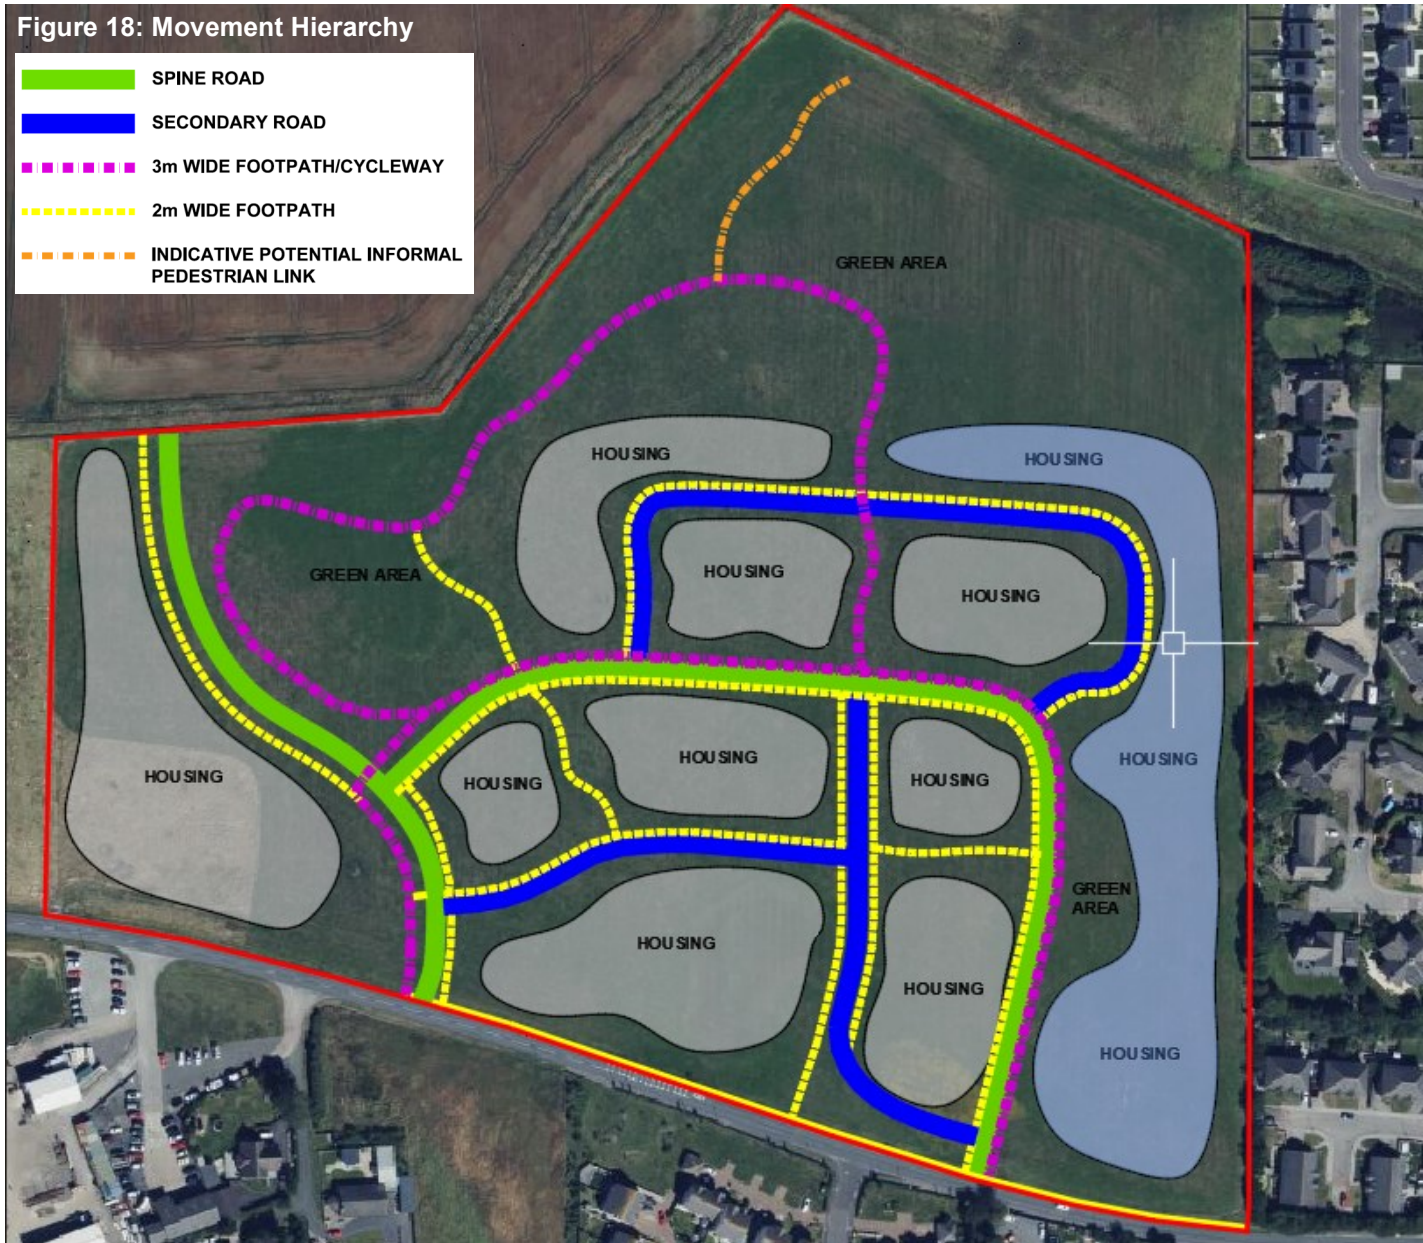 Figure 18: Movement Hierarchy
SPINE ROAD
SECONDARY ROAD
3m WIDE FOOTPATH/CYCLEWAY
2m WIDE FOOTPATH
INDICATIVE POTENTIAL INFORMAL
PEDESTRIAN LINK
GREEN AREA
HOUSING
HOUSING
GREEN AREA
HOUSING
HOUSING
HOUSING
HOUSING
HOUSING
HOUSING
HOUSING
HOUSING
GREEN
AREA
HOUSING
HOUSING
HOUSING